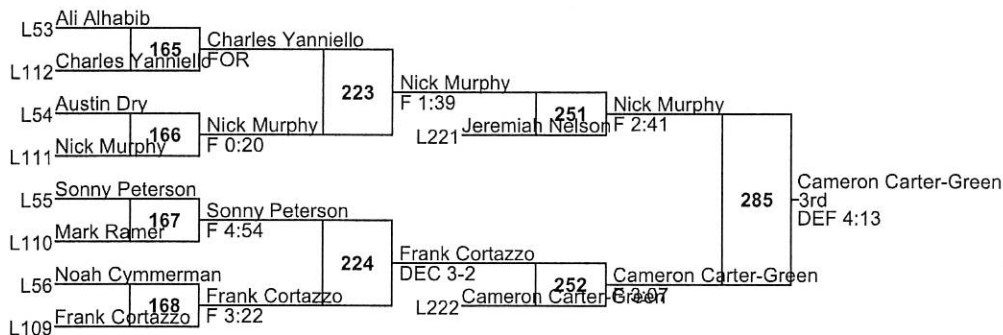 L53 Ali Alhabib
165
Charles Yanniello
FOR
L112 Charles Yanniello
223
Nick Murphy
F 1:39
L54 Austin Dry
166
Nick Murphy
F 0:20
L111 Nick Murphy
251
Nick Murphy
F 2:41
L221 Jeremiah Nelson
L55 Sonny Peterson
167
Sonny Peterson
F 4:54
L110 Mark Ramer
224
Frank Cortazzo
DEC 3-2
L56 Noah Cymmerman
168
Frank Cortazzo
F 3:22
L109 Frank Cortazzo
252
Cameron Carter-Green
L222 Cameron Carter-Green
285
Cameron Carter-Green
3rd
DEF 4:13